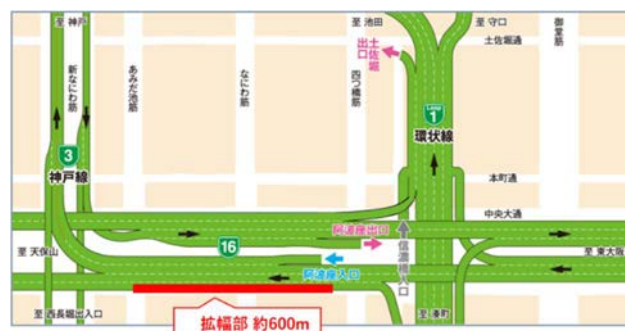 至 神戸
至 池田
至 守口
御堂筋
土佐堀
出口
土佐堀通
新なにわ筋
あみだ池筋
なにわ筋
四つ橋筋
Loop
1
環状線
3
神戸線
本町通
中央大通
阿波座出口
信濃橋入口
16
至 天保山
至 東大阪
阿波座入口
至 西長堀出入口
至 湊町
拡幅部 約600m